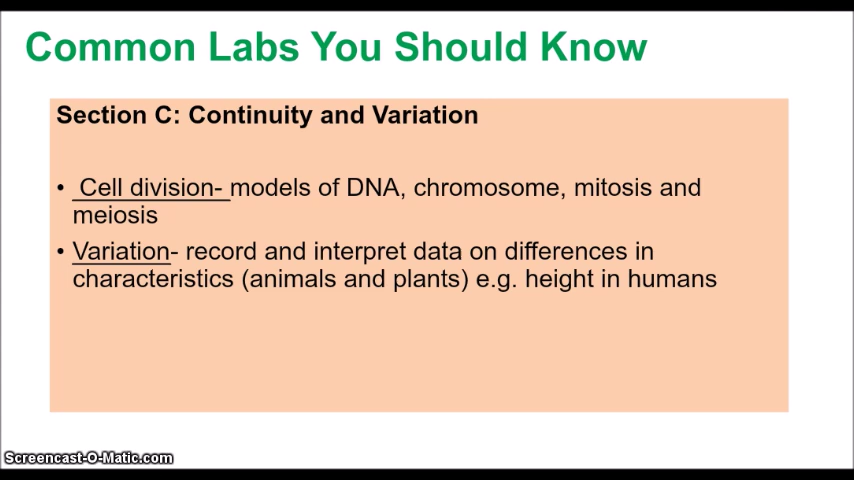 Common Labs You Should Know
Section C: Continuity and Variation
• Cell division- models of DNA, chromosome, mitosis and
meiosis
• Variation- record and interpret data on differences in
characteristics (animals and plants) e.g. height in humans
Screencast-O-Matic.com